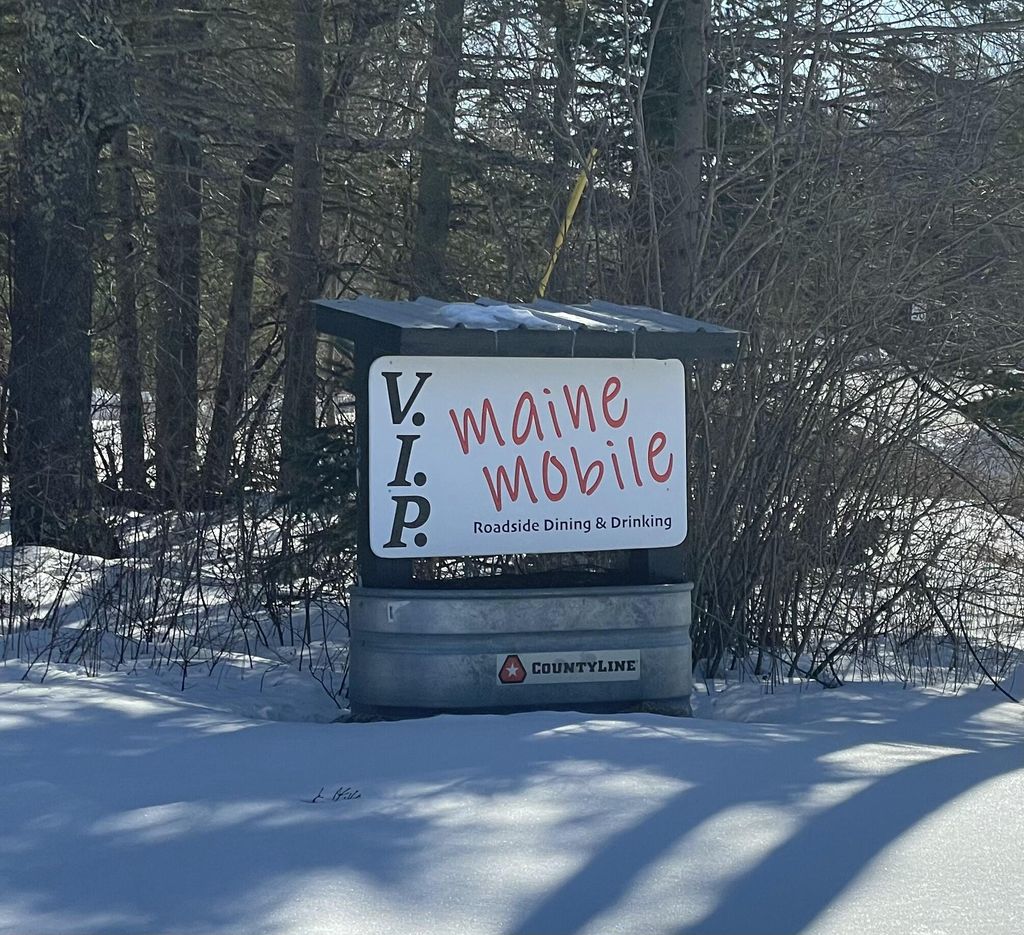 V.
I.
P.
maine
mobile
Roadside Dining & Drinking
COUNTYLINE